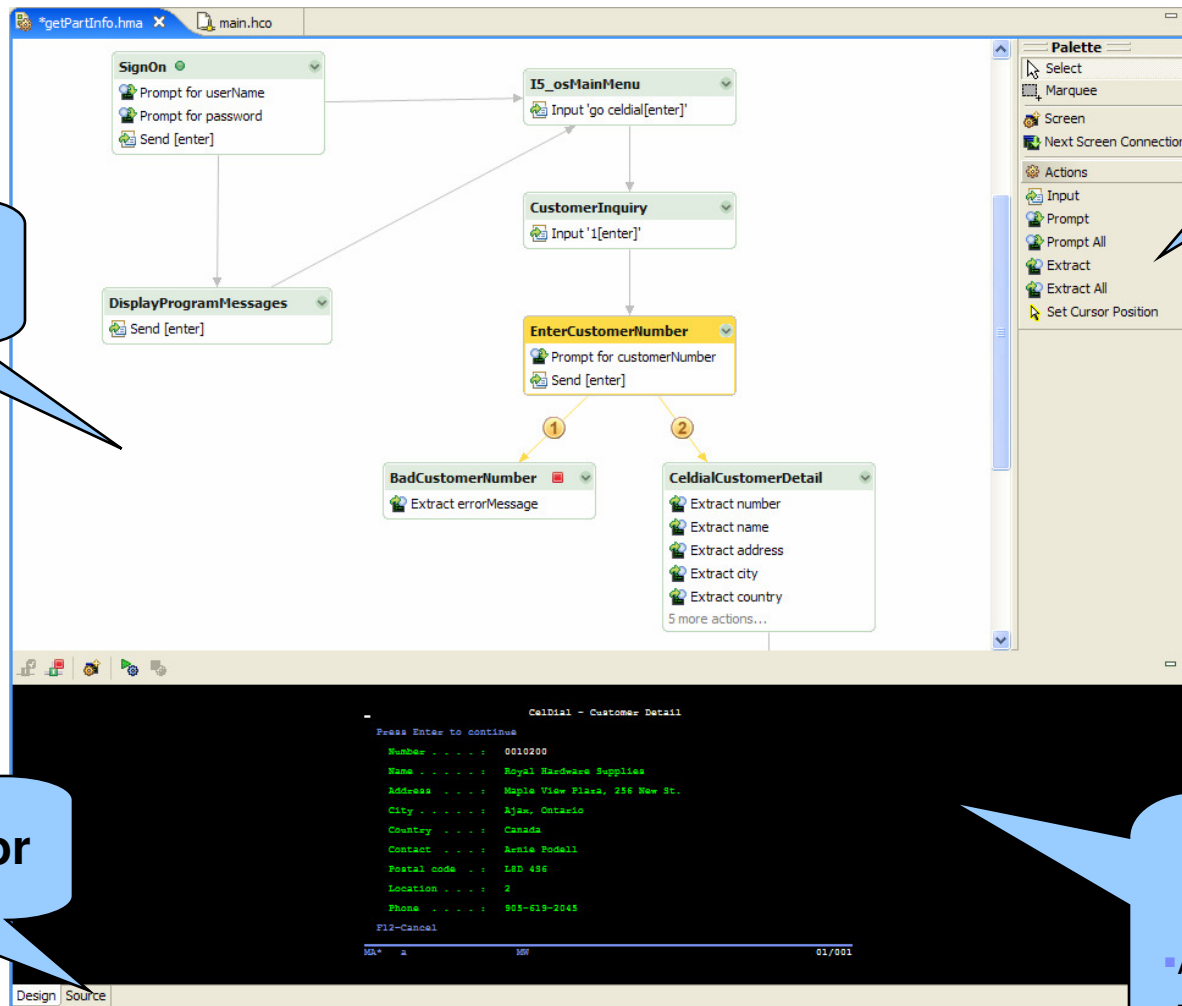 *getPartInfo.hma
main.hco
SignOn
Prompt for userName
Prompt for password
Send [enter]
I5_osMainMenu
Input 'go celdial[enter]'
CustomerInquiry
Input '1[enter]'
DisplayProgramMessages
Send [enter]
EnterCustomerNumber
Prompt for customerNumber
Send [enter]
1
2
BadCustomerNumber
Extract errorMessage
CeldialCustomerDetail
Extract number
Extract name
Extract address
Extract city
Extract country
5 more actions...
Palette
Select
Marquee
Screen
Next Screen Connection
Actions
Input
Prompt
Prompt All
Extract
Extract All
Set Cursor Position
CelDial - Customer Detail
Press Enter to continue
Number . . . . : 0010200
Name . . . . . : Royal Hardware Supplies
Address . . . : Maple View Plaza, 256 New St.
City . . . . . : Ajax, Ontario
Country . . . : Canada
Contact . . . : Arnie Podell
Postal code . : L8D 4S6
Location . . . : 2
Phone . . . . : 905-619-2045
F12-Cancel
MA* a MW 01/001
or
Design Source